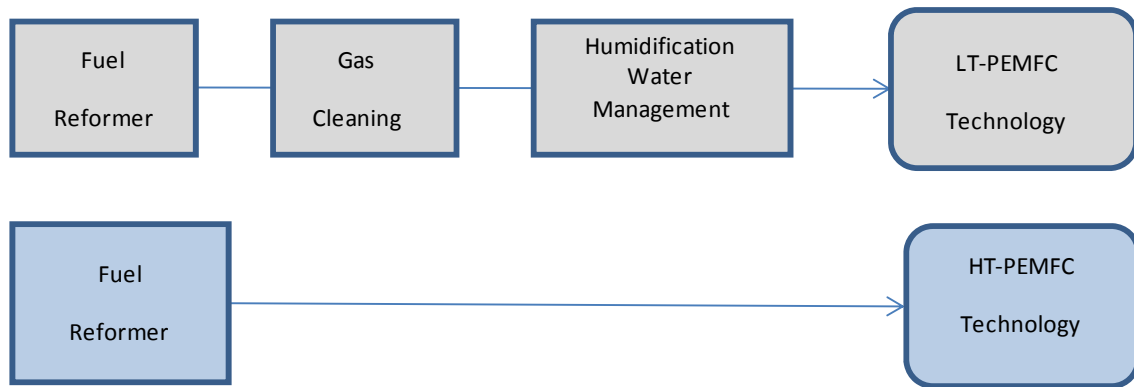 Fuel
Reformer
Gas
Cleaning
Humidification
Water
Management
LT-PEMFC
Technology
Fuel
Reformer
HT-PEMFC
Technology